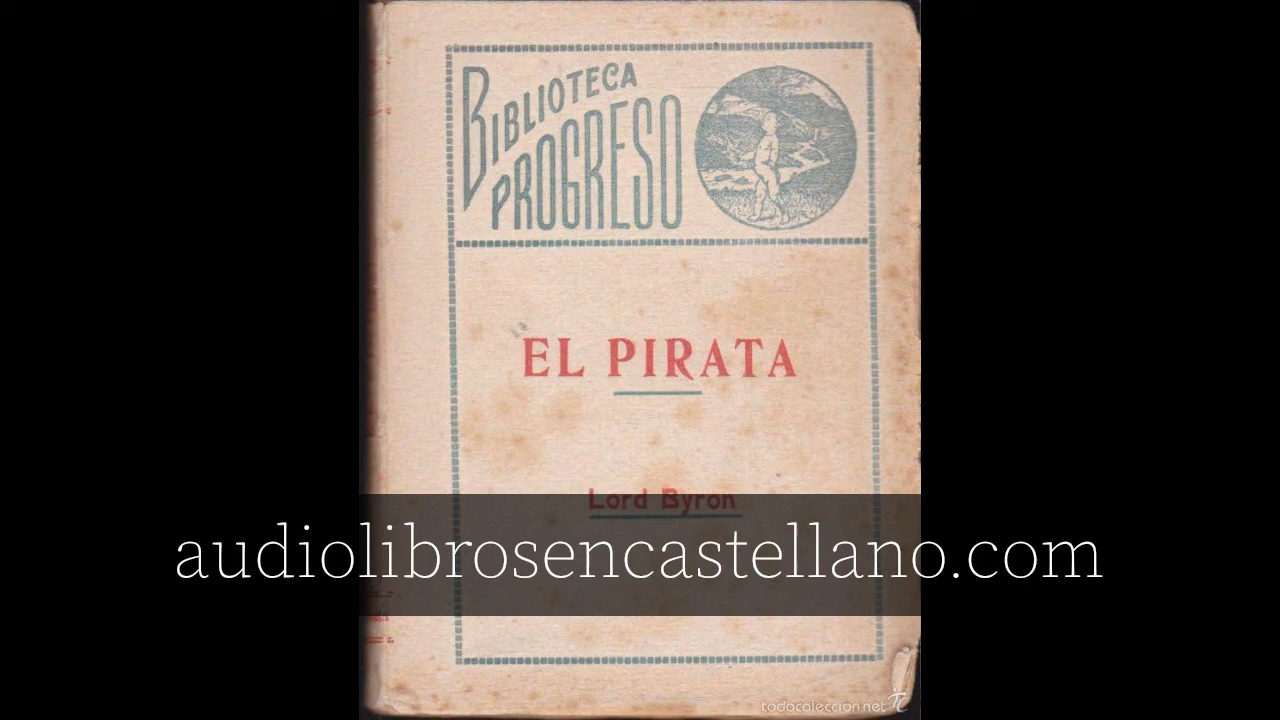 BIBLIOTECA
PROGRESO
EL PIRATA
Lord Byron
audiolibrosencastellano.com
todocoleccion.net